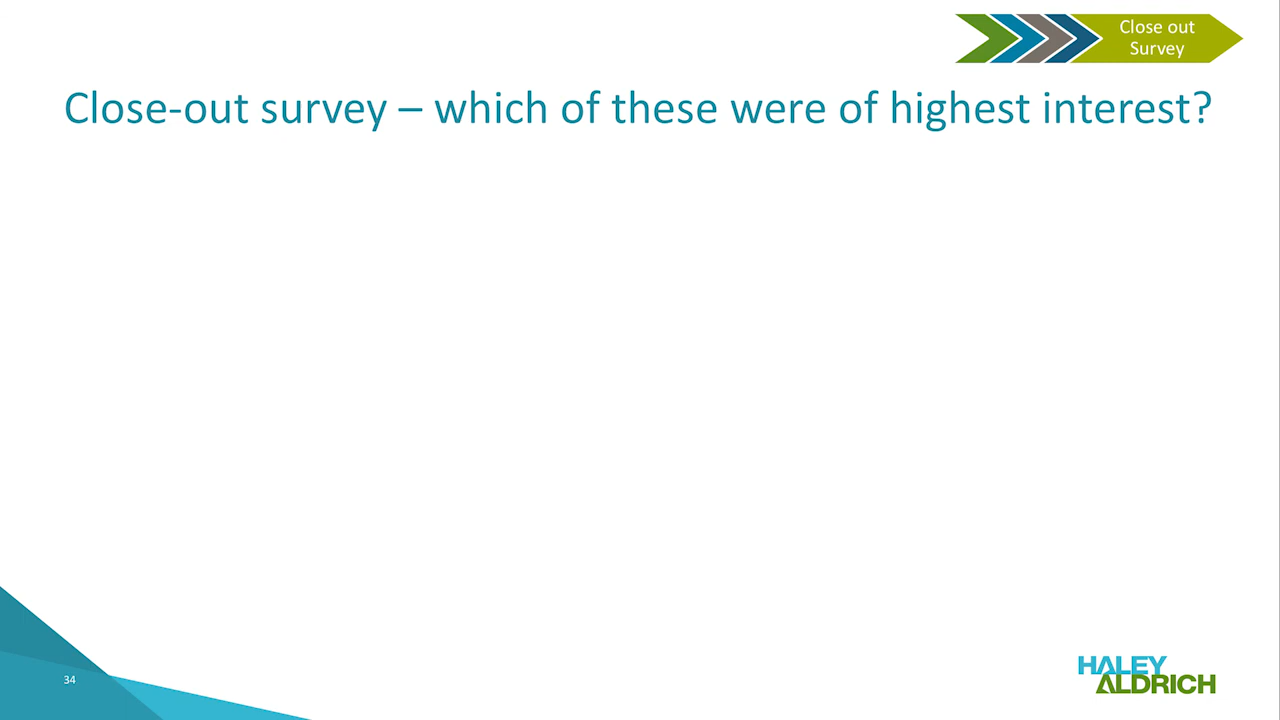 Close out
Survey
Close-out survey – which of these were of highest interest?
34
HALEY
ALDRICH